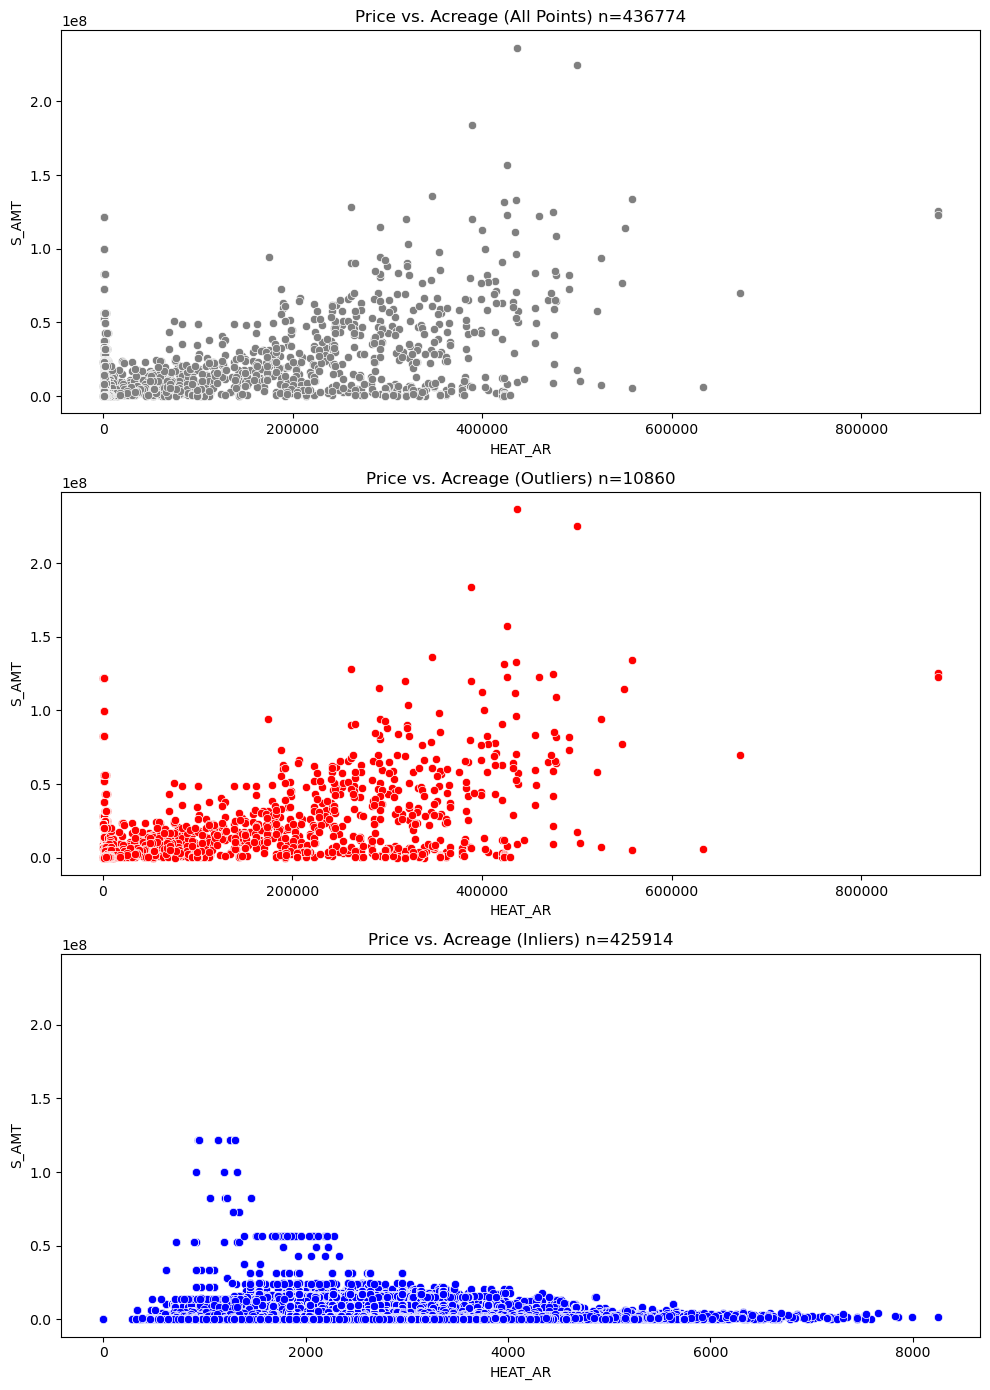 Price vs. Acreage (All Points) n=436774
1e8
2.0
1.5
1.0
0.5
0.0
S_AMT
0 200000 400000 600000 800000
HEAT_AR
Price vs. Acreage (Outliers) n=10860
1e8
2.0
1.5
1.0
0.5
0.0
S_AMT
0 200000 400000 600000 800000
HEAT_AR
Price vs. Acreage (Inliers) n=425914
1e8
2.0
1.5
1.0
0.5
0.0
S_AMT
0 2000 4000 6000 8000
HEAT_AR